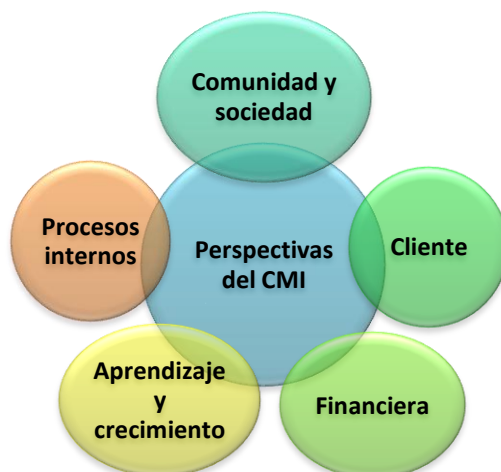 Comunidad y
sociedad
Procesos
internos
Perspectivas
del CMI
Cliente
Aprendizaje
y
crecimiento
Financiera